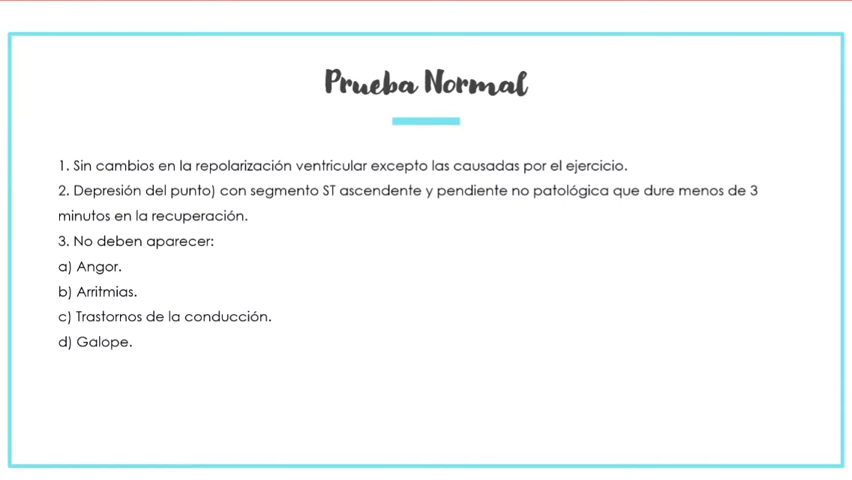 Prueba Normal
1. Sin cambios en la repolarización ventricular excepto las causadas por el ejercicio.
2. Depresión del punto) con segmento ST ascendente y pendiente no patológica que dure menos de 3
minutos en la recuperación.
3. No deben aparecer:
a) Angor.
b) Arritmias.
c) Trastornos de la conducción.
d) Galope.